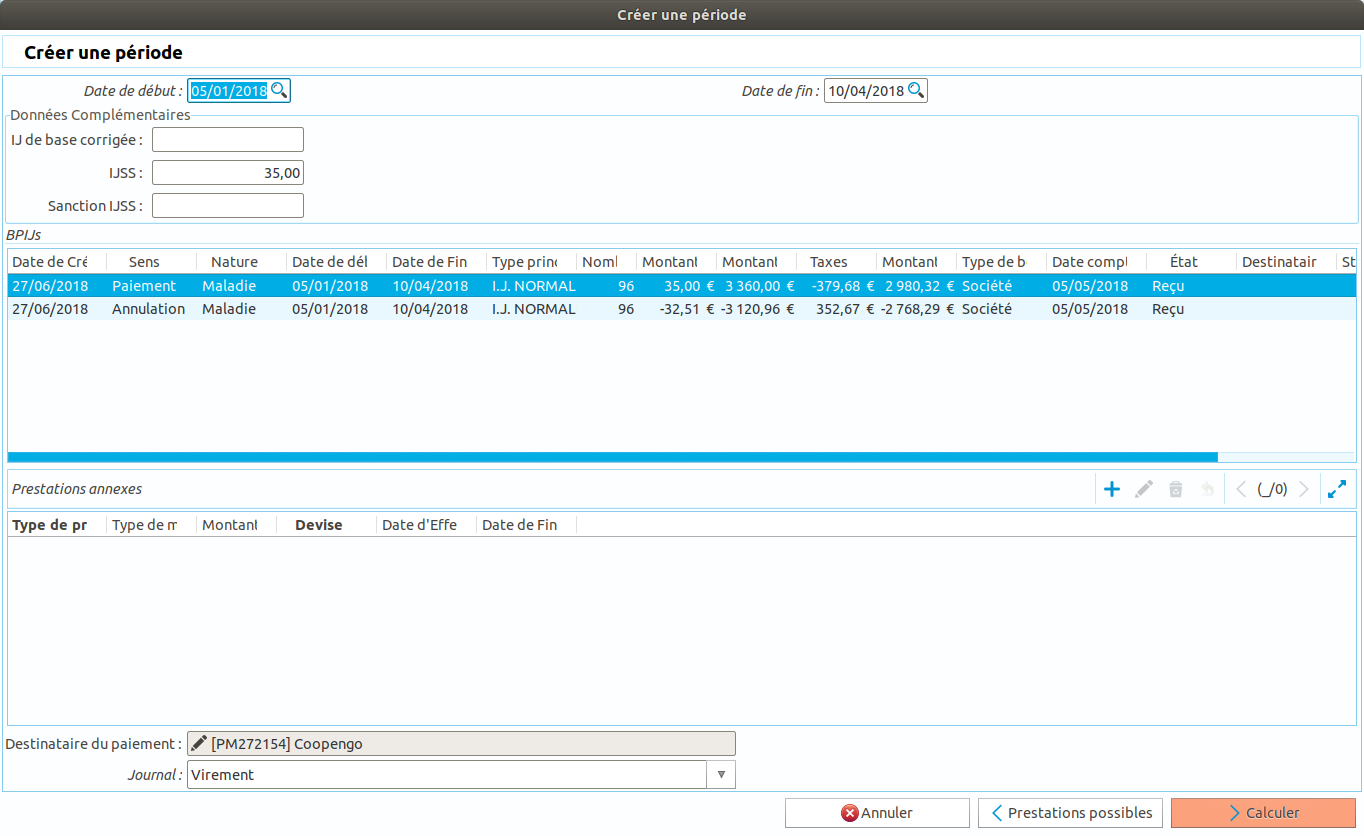 Créer une période
Créer une période
Date de début : 05/01/2018 Date de fin : 10/04/2018
Données Complémentaires
IJ de base corrigée :
IJSS : 35,00
Sanction IJSS :
BPIJs
Date de Cré Sens Nature Date de dél Date de Fin Type princ Noml Montant Montant Taxes Montant Type de b Date compt Destinatair État St
27/06/2018 Paiement Maladie 05/01/2018 10/04/2018 I.J. NORMAL 96 35,00 € 3 360,00 € -379,68 € 2 980,32 € Société 05/05/2018 Reçu
27/06/2018 Annulation Maladie 05/01/2018 10/04/2018 I.J. NORMAL 96 -32,51 € -3 120,96 € 352,67 € -2 768,29 € Société 05/05/2018 Reçu
Prestations annexes (_/0)
Type de pr Type de m Montant Devise Date d'Effe Date de Fin
Destinataire du paiement : [PM272154] Coopengo
Journal : Virement
Annuler Prestations possibles Calculer